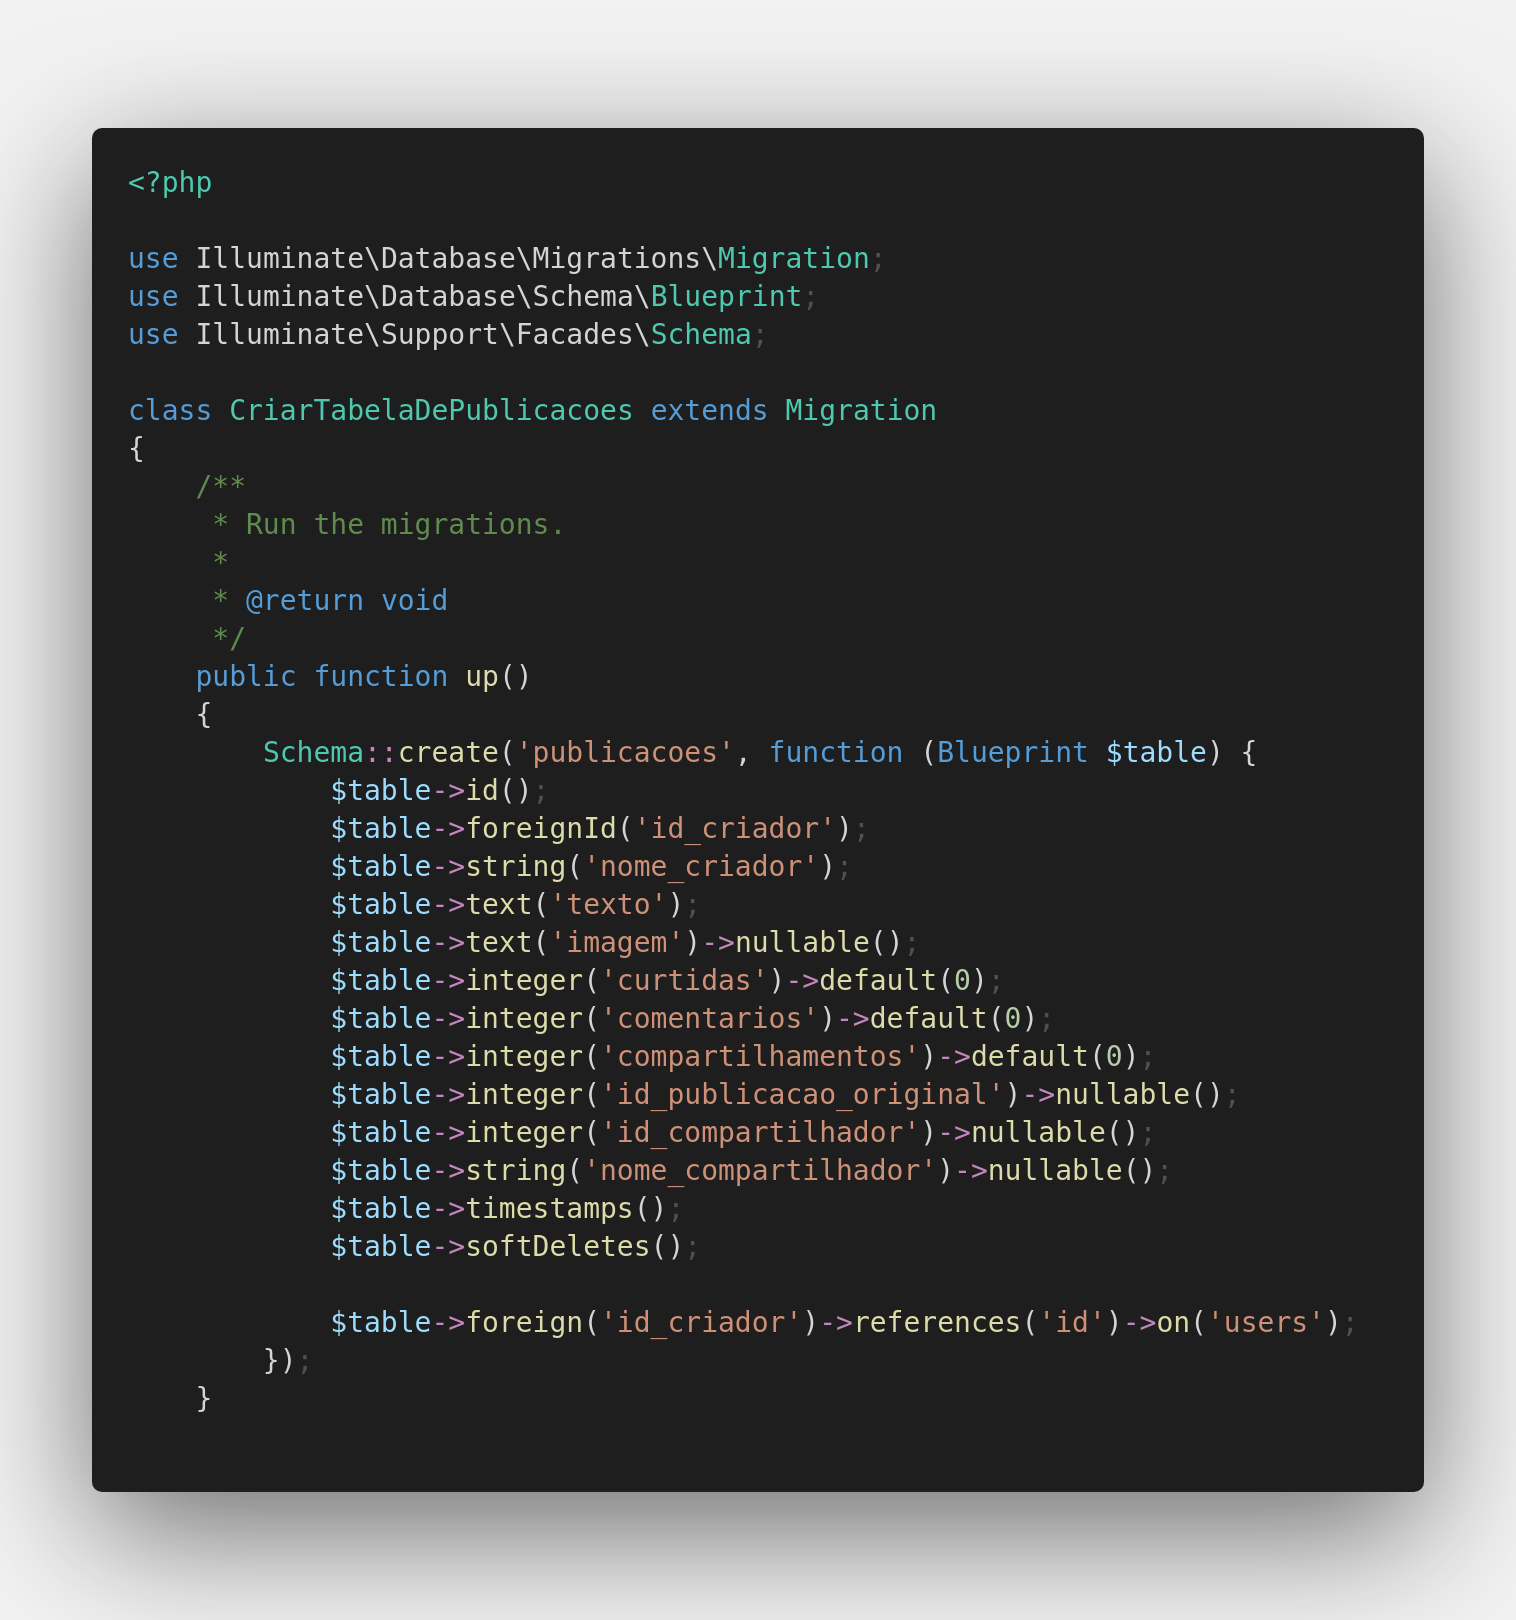 <?php

use Illuminate\Database\Migrations\Migration;
use Illuminate\Database\Schema\Blueprint;
use Illuminate\Support\Facades\Schema;

class CriarTabelaDePublicacoes extends Migration
{
    /**
     * Run the migrations.
     *
     * @return void
     */
    public function up()
    {
        Schema::create('publicacoes', function (Blueprint $table) {
            $table->id();
            $table->foreignId('id_criador');
            $table->string('nome_criador');
            $table->text('texto');
            $table->text('imagem')->nullable();
            $table->integer('curtidas')->default(0);
            $table->integer('comentarios')->default(0);
            $table->integer('compartilhamentos')->default(0);
            $table->integer('id_publicacao_original')->nullable();
            $table->integer('id_compartilhador')->nullable();
            $table->string('nome_compartilhador')->nullable();
            $table->timestamps();
            $table->softDeletes();

            $table->foreign('id_criador')->references('id')->on('users');
        });
    }